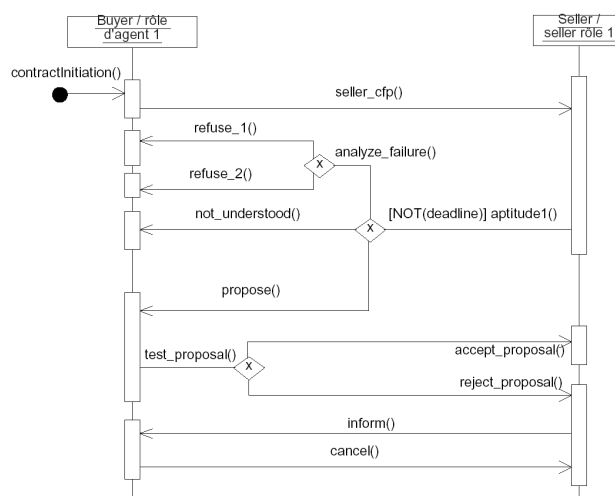 Buyer / rôle
d'agent 1
Seller /
seller rôle 1
contractInitiation()
seller_cfp()
refuse_1()
analyze_failure()
X
refuse_2()
not_understood()
X
[NOT(deadline)] aptitude1()
propose()
test_proposal()
X
accept_proposal()
reject_proposal()
inform()
cancel()